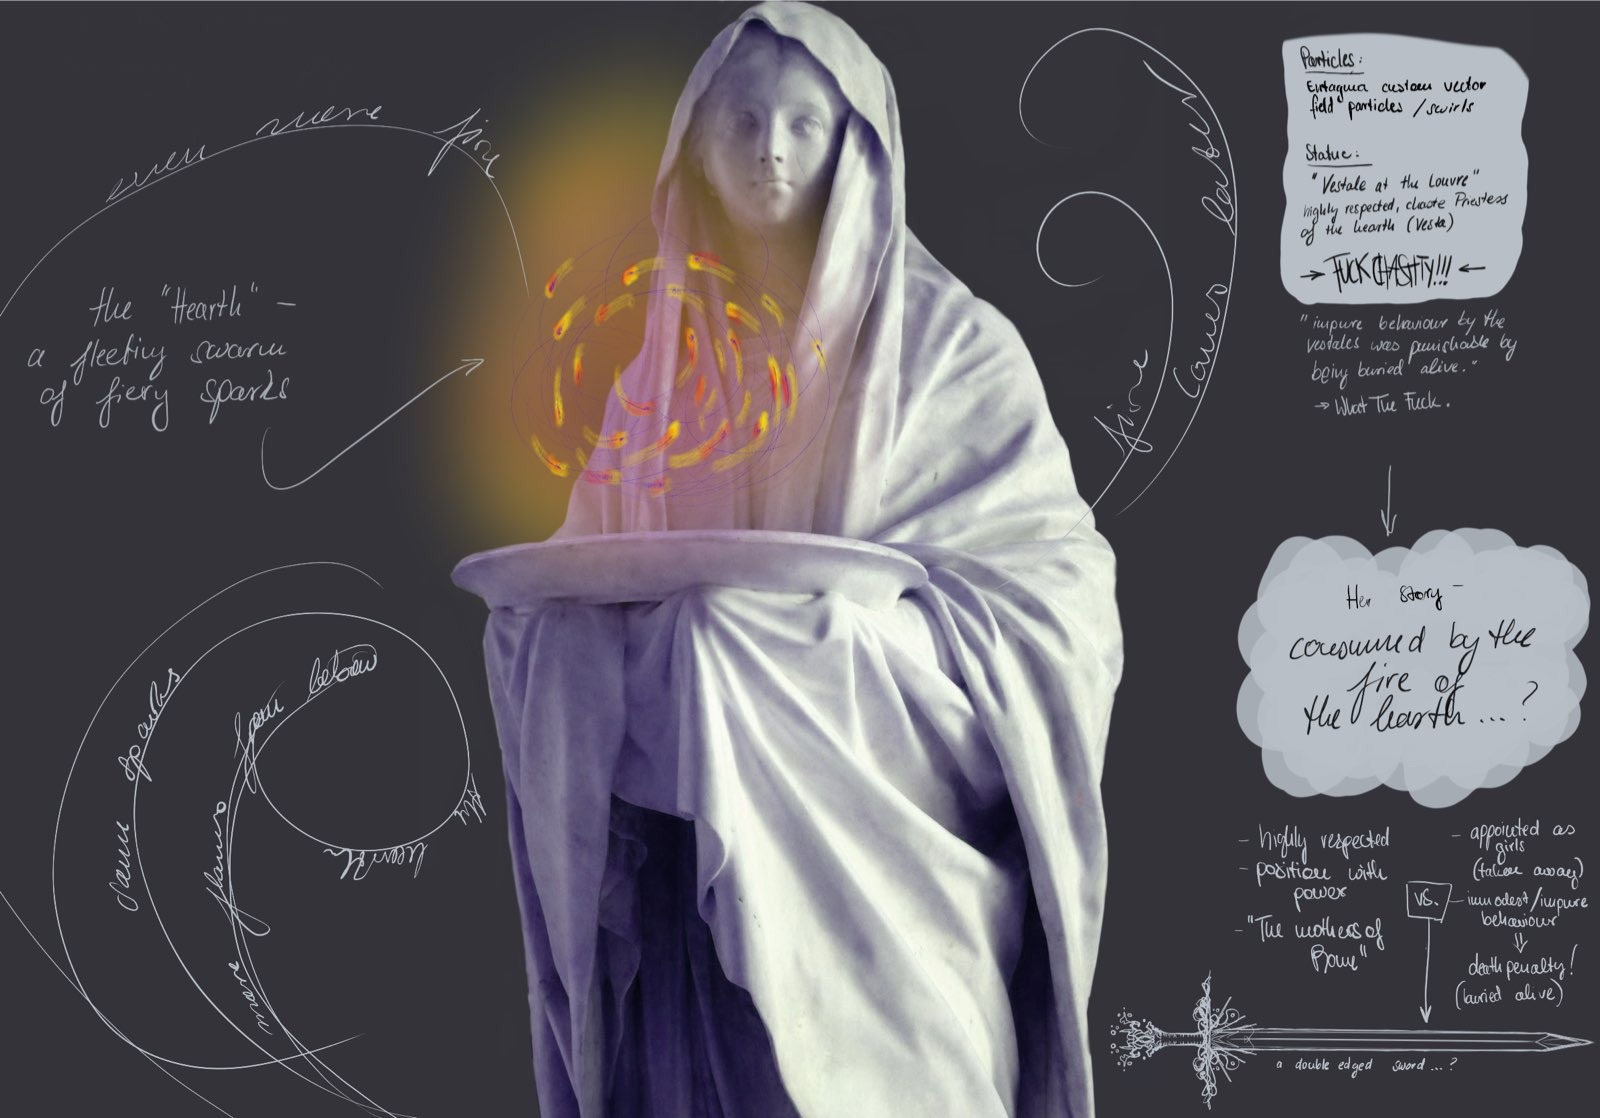 even more fire
the "Hearth" –
a fleeting swarm
of fiery sparks
some sparks
more flames from below
the hearth
fire comes
Particles:
Entagma custom vector
field particles / swirls
Statue:
"Vestale at the Louvre"
highly respected, chaste Priestess
of the hearth (Vesta)
→ FUCK CHASTITY!!! ←
"impure behaviour by the
vestales was punishable by
being buried alive."
→ What The Fuck.
Her story –
consumed by the
fire of
the hearth ... ?
- highly respected
- position with
power
- "The mothers of
Rome"
vs.
- appointed as
girls
(taken away)
- immodest/impure
behaviour
⇓
death penalty!
(buried alive)
a double edged sword ... ?